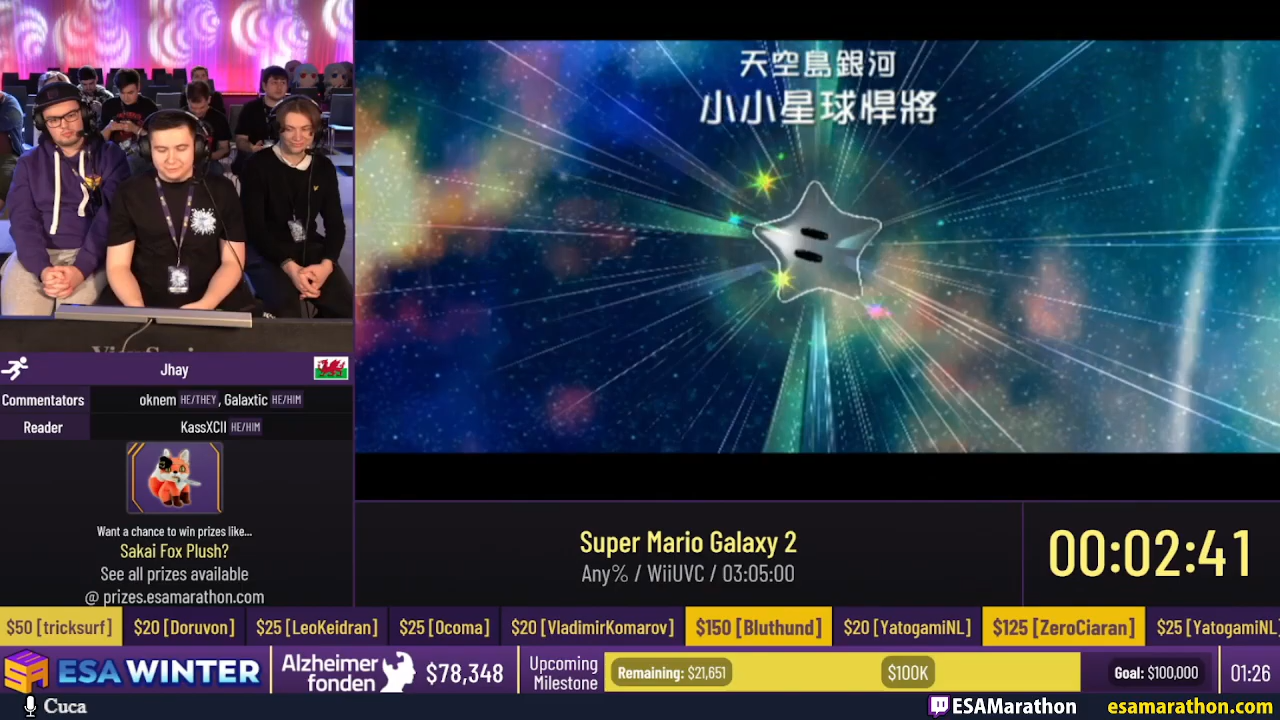 天空島銀河
小小星球悍將
Jhay
Commentators
oknem HE/THEY, Galaxtic HE/HIM
Reader
KassXCII HE/HIM
Want a chance to win prizes like...
Sakai Fox Plush?
See all prizes available
@ prizes.esamarathon.com
Super Mario Galaxy 2
Any% / WiiUVC / 03:05:00
00:02:41
$50 [tricksurf] $20 [Doruvon] $25 [LeoKeidran] $25 [Ocoma] $20 [VladimirKomarov] $150 [Bluthund] $20 [YatogamiNL] $125 [ZeroCiaran] $25 [YatogamiNL
ESA WINTER
Alzheimer
fonden
$78,348
Upcoming
Milestone
Remaining: $21,651
$100K
Goal: $100,000
01:26
Cuca
ESAMarathon
esamarathon.com